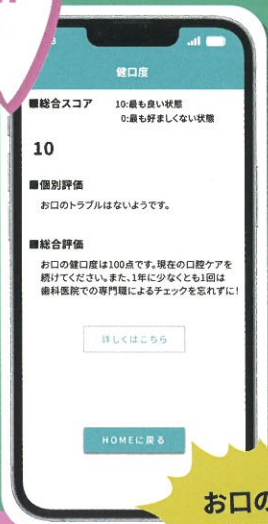 健口度
■総合スコア 10:最も良い状態
0:最も好ましくない状態
10
■個別評価
お口のトラブルはないようです。
■総合評価
お口の健口度は100点です。現在の口腔ケアを
続けてください。また、1年に少なくとも1回は
歯科医院での専門職によるチェックを忘れずに!
詳しくはこちら
HOMEに戻る
お口の